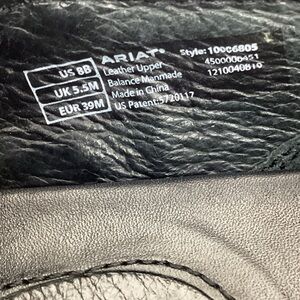 US 8B
UK 5.5M
EUR 39M
ARIAT®
Leather Upper
Balance Manmade
Made in China
US Patent:5720117
Style:10006805
4500006421
1210040810